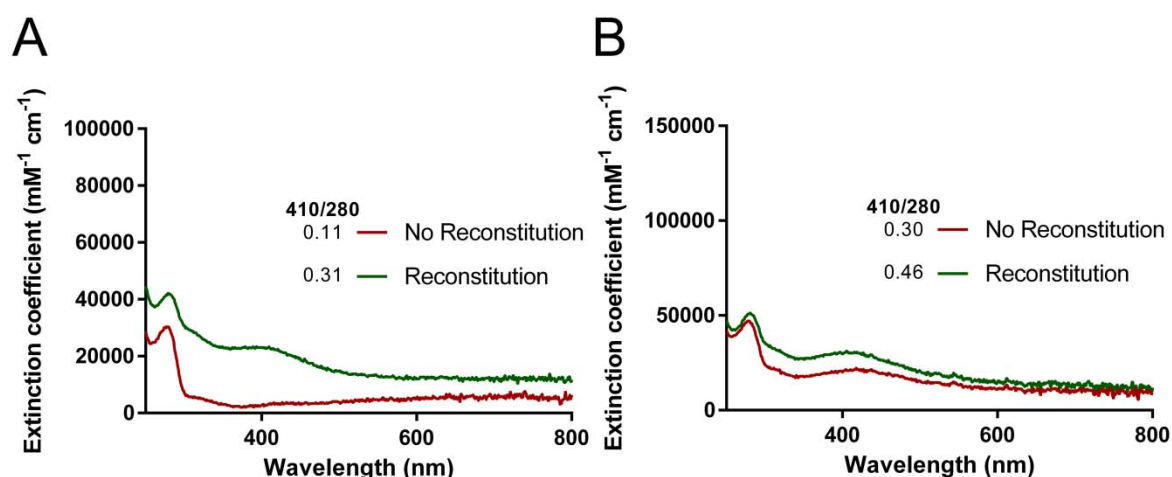 A
Extinction coefficient (mM⁻¹ cm⁻¹)
100000
80000
60000
40000
20000
0
400
600
800
Wavelength (nm)
410/280
0.11 No Reconstitution
0.31 Reconstitution
B
Extinction coefficient (mM⁻¹ cm⁻¹)
150000
100000
50000
0
400
600
800
Wavelength (nm)
410/280
0.30 No Reconstitution
0.46 Reconstitution